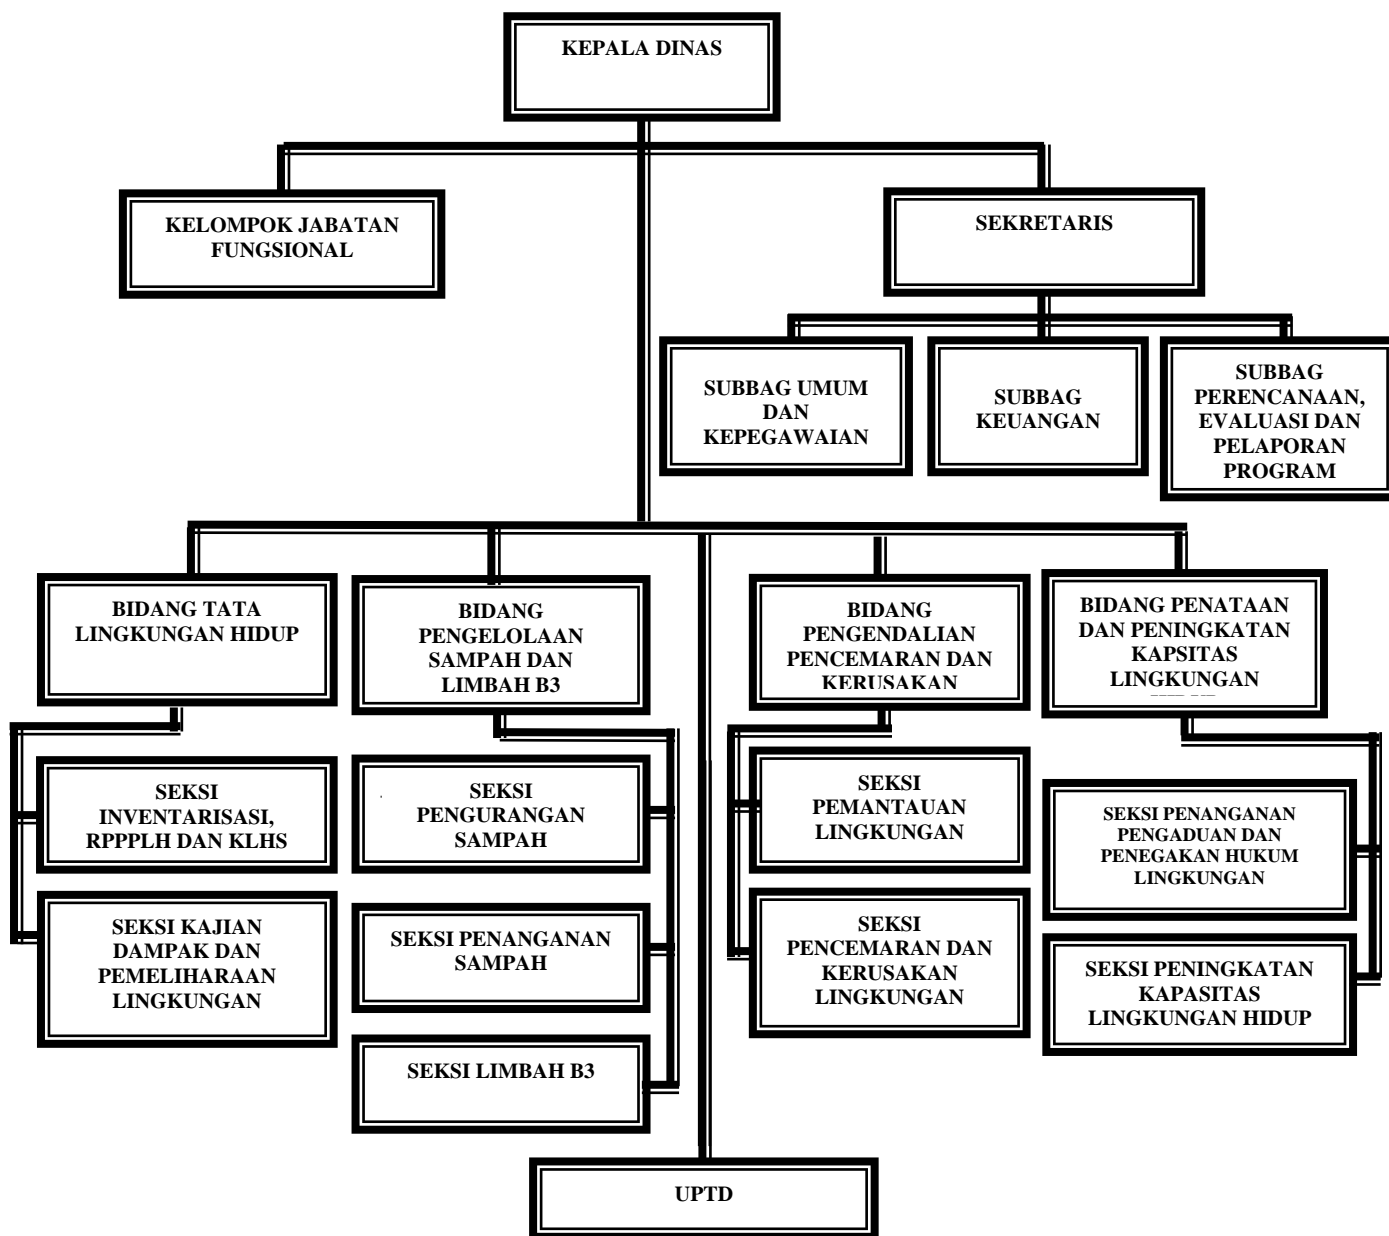 KEPALA DINAS
KELOMPOK JABATAN
FUNGSIONAL
SEKRETARIS
SUBBAG UMUM
DAN
KEPEGAWAIAN
SUBBAG
KEUANGAN
SUBBAG
PERENCANAAN,
EVALUASI DAN
PELAPORAN
PROGRAM
BIDANG TATA
LINGKUNGAN HIDUP
BIDANG
PENGELOLAAN
SAMPAH DAN
LIMBAH B3
BIDANG
PENGENDALIAN
PENCEMARAN DAN
KERUSAKAN
BIDANG PENATAAN
DAN PENINGKATAN
KAPSITAS
LINGKUNGAN
SEKSI
INVENTARISASI,
RPPPLH DAN KLHS
SEKSI KAJIAN
DAMPAK DAN
PEMELIHARAAN
LINGKUNGAN
SEKSI
PENGURANGAN
SAMPAH
SEKSI PENANGANAN
SAMPAH
SEKSI LIMBAH B3
SEKSI
PEMANTAUAN
LINGKUNGAN
SEKSI
PENCEMARAN DAN
KERUSAKAN
LINGKUNGAN
SEKSI PENANGANAN
PENGADUAN DAN
PENEGAKAN HUKUM
LINGKUNGAN
SEKSI PENINGKATAN
KAPASITAS
LINGKUNGAN HIDUP
UPTD